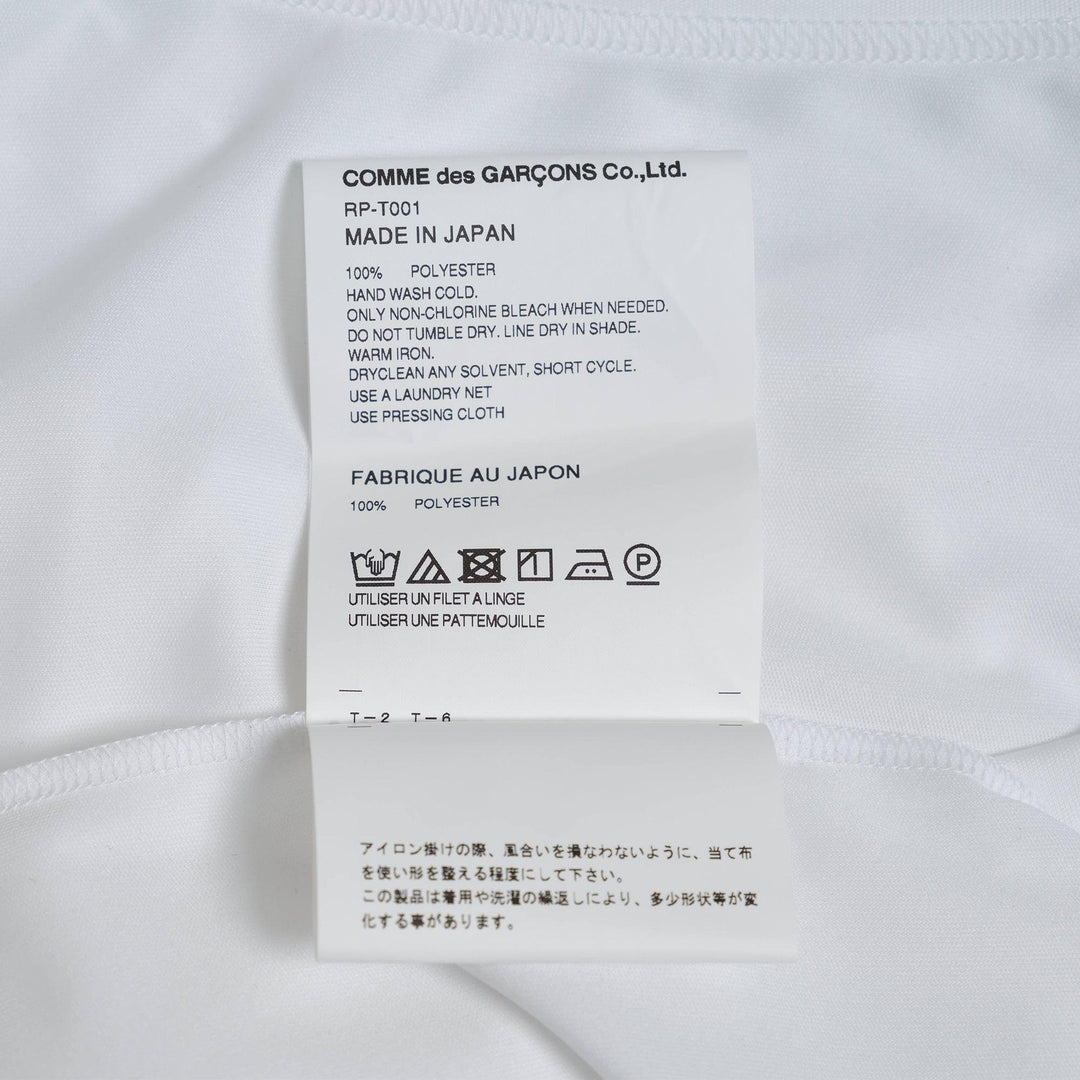 COMME des GARÇONS Co.,Ltd.
RP-T001
MADE IN JAPAN
100% POLYESTER
HAND WASH COLD.
ONLY NON-CHLORINE BLEACH WHEN NEEDED.
DO NOT TUMBLE DRY. LINE DRY IN SHADE.
WARM IRON.
DRYCLEAN ANY SOLVENT, SHORT CYCLE.
USE A LAUNDRY NET
USE PRESSING CLOTH
FABRIQUE AU JAPON
100% POLYESTER
P
UTILISER UN FILET A LINGE
UTILISER UNE PATTEMOUILLE
T-2 T-6
アイロン掛けの際、風合いを損なわないように、当て布
を使い形を整える程度にして下さい。
この製品は着用や洗濯の繰返しにより、多少形状等が変
化する事があります。